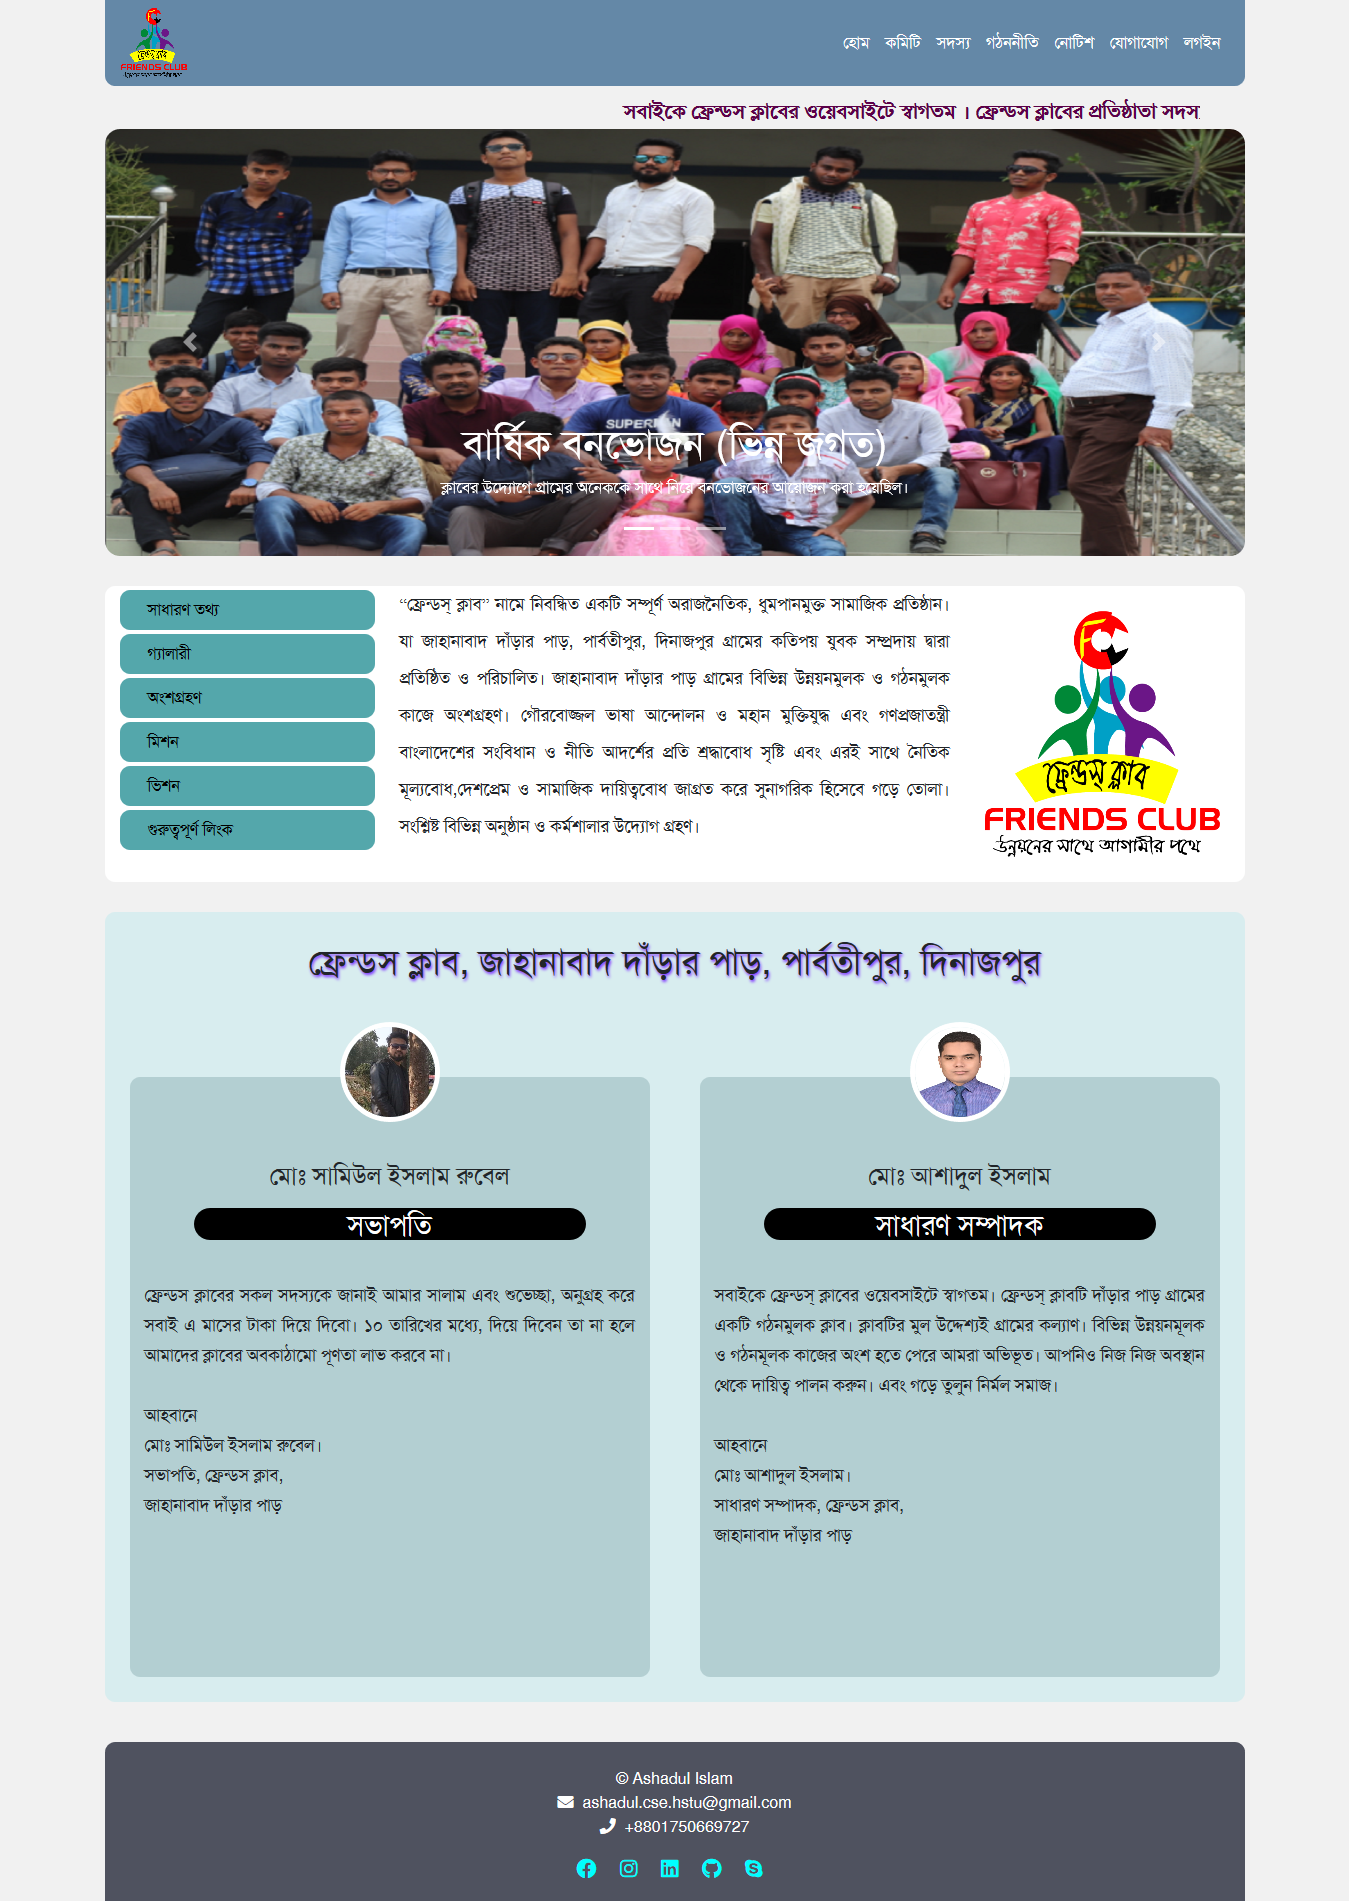 ফ্রেন্ডস্ ক্লাব
FRIENDS CLUB
হোম কমিটি সদস্য গঠননীতি নোটিশ যোগাযোগ লগইন
সবাইকে ফ্রেন্ডস ক্লাবের ওয়েবসাইটে স্বাগতম । ফ্রেন্ডস ক্লাবের প্রতিষ্ঠাতা সদস
SUPERMAN
বার্ষিক বনভোজন (ভিন্ন জগত)
ক্লাবের উদ্যোগে গ্রামের অনেককে সাথে নিয়ে বনভোজনের আয়োজন করা হয়েছিল।
সাধারণ তথ্য
গ্যালারী
অংশগ্রহণ
মিশন
ভিশন
গুরুত্বপূর্ণ লিংক
“ফ্রেন্ডস্ ক্লাব” নামে নিবন্ধিত একটি সম্পূর্ণ অরাজনৈতিক, ধুমপানমুক্ত সামাজিক প্রতিষ্ঠান।
যা জাহানাবাদ দাঁড়ার পাড়, পার্বতীপুর, দিনাজপুর গ্রামের কতিপয় যুবক সম্প্রদায় দ্বারা
প্রতিষ্ঠিত ও পরিচালিত। জাহানাবাদ দাঁড়ার পাড় গ্রামের বিভিন্ন উন্নয়নমুলক ও গঠনমুলক
কাজে অংশগ্রহণ। গৌরবোজ্জল ভাষা আন্দোলন ও মহান মুক্তিযুদ্ধ এবং গণপ্রজাতন্ত্রী
বাংলাদেশের সংবিধান ও নীতি আদর্শের প্রতি শ্রদ্ধাবোধ সৃষ্টি এবং এরই সাথে নৈতিক
মূল্যবোধ,দেশপ্রেম ও সামাজিক দায়িত্ববোধ জাগ্রত করে সুনাগরিক হিসেবে গড়ে তোলা।
সংশ্লিষ্ট বিভিন্ন অনুষ্ঠান ও কর্মশালার উদ্যোগ গ্রহণ।
ফ্রেন্ডস্ ক্লাব
FRIENDS CLUB
উন্নয়নের সাথে আগামীর পথে
ফ্রেন্ডস ক্লাব, জাহানাবাদ দাঁড়ার পাড়, পার্বতীপুর, দিনাজপুর
মোঃ সামিউল ইসলাম রুবেল
সভাপতি
ফ্রেন্ডস ক্লাবের সকল সদস্যকে জানাই আমার সালাম এবং শুভেচ্ছা, অনুগ্রহ করে
সবাই এ মাসের টাকা দিয়ে দিবো। ১০ তারিখের মধ্যে, দিয়ে দিবেন তা না হলে
আমাদের ক্লাবের অবকাঠামো পূণতা লাভ করবে না।
আহবানে
মোঃ সামিউল ইসলাম রুবেল।
সভাপতি, ফ্রেন্ডস ক্লাব,
জাহানাবাদ দাঁড়ার পাড়
মোঃ আশাদুল ইসলাম
সাধারণ সম্পাদক
সবাইকে ফ্রেন্ডস্ ক্লাবের ওয়েবসাইটে স্বাগতম। ফ্রেন্ডস্ ক্লাবটি দাঁড়ার পাড় গ্রামের
একটি গঠনমুলক ক্লাব। ক্লাবটির মুল উদ্দেশ্যই গ্রামের কল্যাণ। বিভিন্ন উন্নয়নমূলক
ও গঠনমূলক কাজের অংশ হতে পেরে আমরা অভিভূত। আপনিও নিজ নিজ অবস্থান
থেকে দায়িত্ব পালন করুন। এবং গড়ে তুলুন নির্মল সমাজ।
আহবানে
মোঃ আশাদুল ইসলাম।
সাধারণ সম্পাদক, ফ্রেন্ডস ক্লাব,
জাহানাবাদ দাঁড়ার পাড়
© Ashadul Islam
ashadul.cse.hstu@gmail.com
+8801750669727